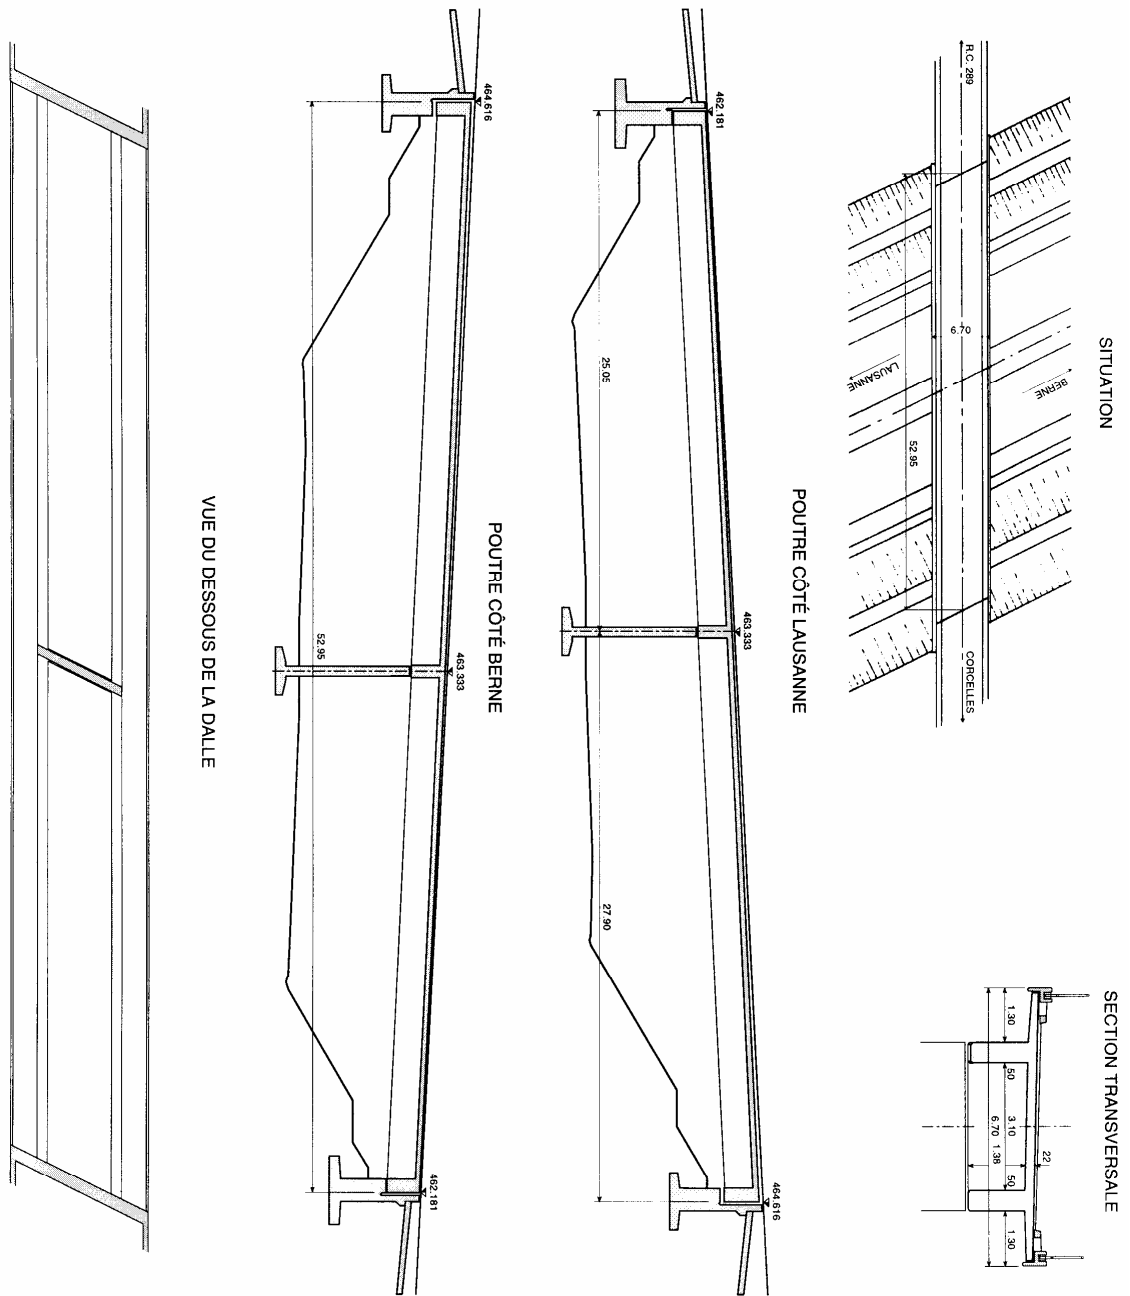 SITUATION
R.C. 289
6.70
LAUSANNE
BERNE
52.95
CORCELLES
SECTION TRANSVERSALE
1.30
50
3.10
50
1.30
6.70
1.38
22
POUTRE CÔTÉ LAUSANNE
462.181
463.333
464.616
25.05
27.90
POUTRE CÔTÉ BERNE
464.616
463.333
462.181
52.95
VUE DU DESSOUS DE LA DALLE